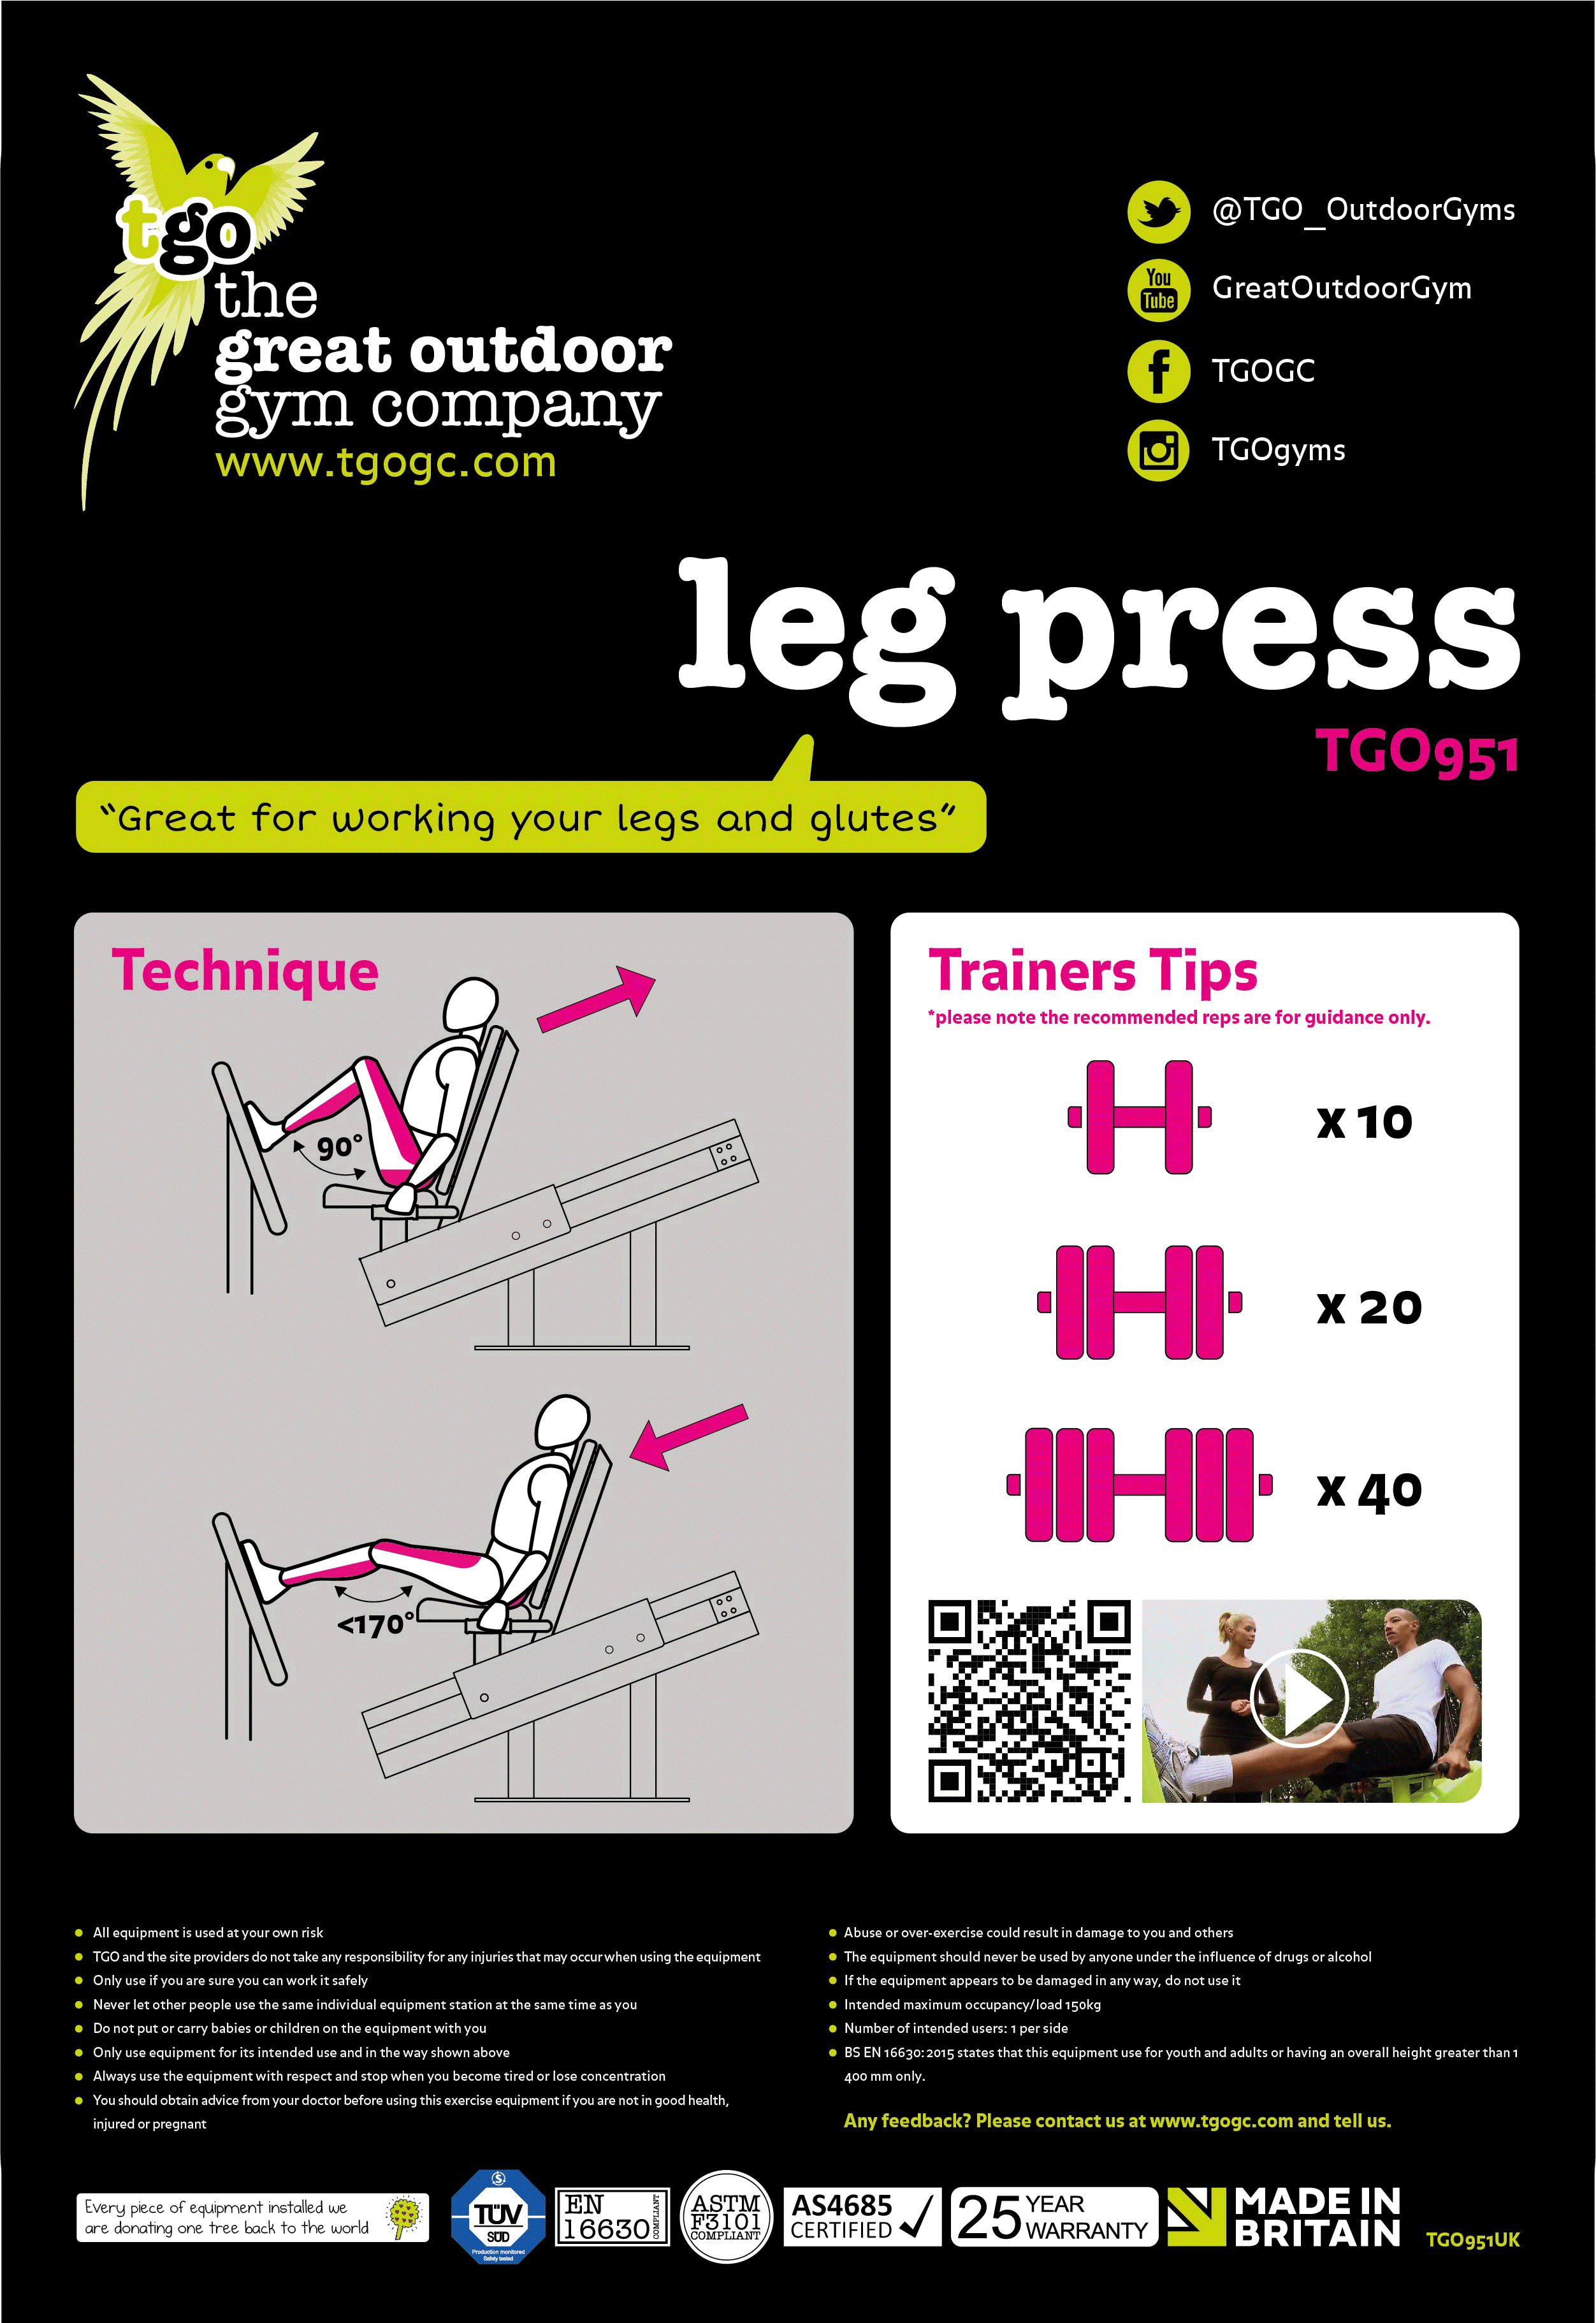 tgo
the
great outdoor
gym company
www.tgogc.com
@TGO_OutdoorGyms
You
Tube
GreatOutdoorGym
f
TGOGC
TGOgyms
leg press
TGO951
“Great for working your legs and glutes”
Technique
90°
<170°
Trainers Tips
*please note the recommended reps are for guidance only.
x 10
x 20
x 40
All equipment is used at your own risk
TGO and the site providers do not take any responsibility for any injuries that may occur when using the equipment
Only use if you are sure you can work it safely
Never let other people use the same individual equipment station at the same time as you
Do not put or carry babies or children on the equipment with you
Only use equipment for its intended use and in the way shown above
Always use the equipment with respect and stop when you become tired or lose concentration
You should obtain advice from your doctor before using this exercise equipment if you are not in good health,
injured or pregnant
Abuse or over-exercise could result in damage to you and others
The equipment should never be used by anyone under the influence of drugs or alcohol
If the equipment appears to be damaged in any way, do not use it
Intended maximum occupancy/load 150kg
Number of intended users: 1 per side
BS EN 16630: 2015 states that this equipment use for youth and adults or having an overall height greater than 1
400 mm only.
Any feedback? Please contact us at www.tgogc.com and tell us.
Every piece of equipment installed we
are donating one tree back to the world
S
TÜV
SÜD
Production monitored
Safety tested
EN
16630
COMPLIANT
ASTM
F3101
COMPLIANT
AS4685
CERTIFIED
25 YEAR
WARRANTY
MADE IN
BRITAIN
TGO951UK